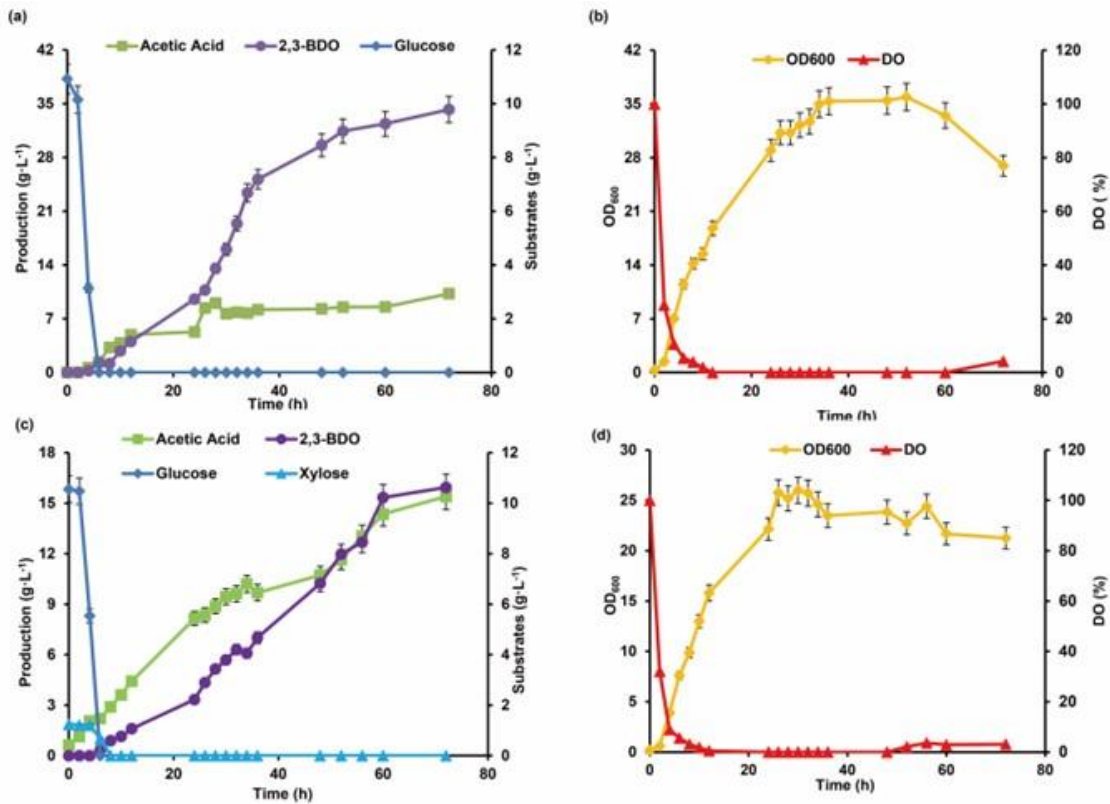 (a)
Acetic Acid 2,3-BDO Glucose
42
35
28
21
14
7
0
12
10
8
6
4
2
0
Production (g·L⁻¹)
Substrates (g·L⁻¹)
0 20 40 60 80
Time (h)
(b)
OD600 DO
42
35
28
21
14
7
0
120
100
80
60
40
20
0
OD₆₀₀
DO ( %)
0 20 40 60 80
Time (h)
(c)
Acetic Acid 2,3-BDO
Glucose Xylose
18
15
12
9
6
3
0
12
10
8
6
4
2
0
Production (g·L⁻¹)
Substrates (g·L⁻¹)
0 20 40 60 80
Time (h)
(d)
OD600 DO
30
25
20
15
10
5
0
120
100
80
60
40
20
0
OD₆₀₀
DO (%)
0 20 40 60 80
Time (h)